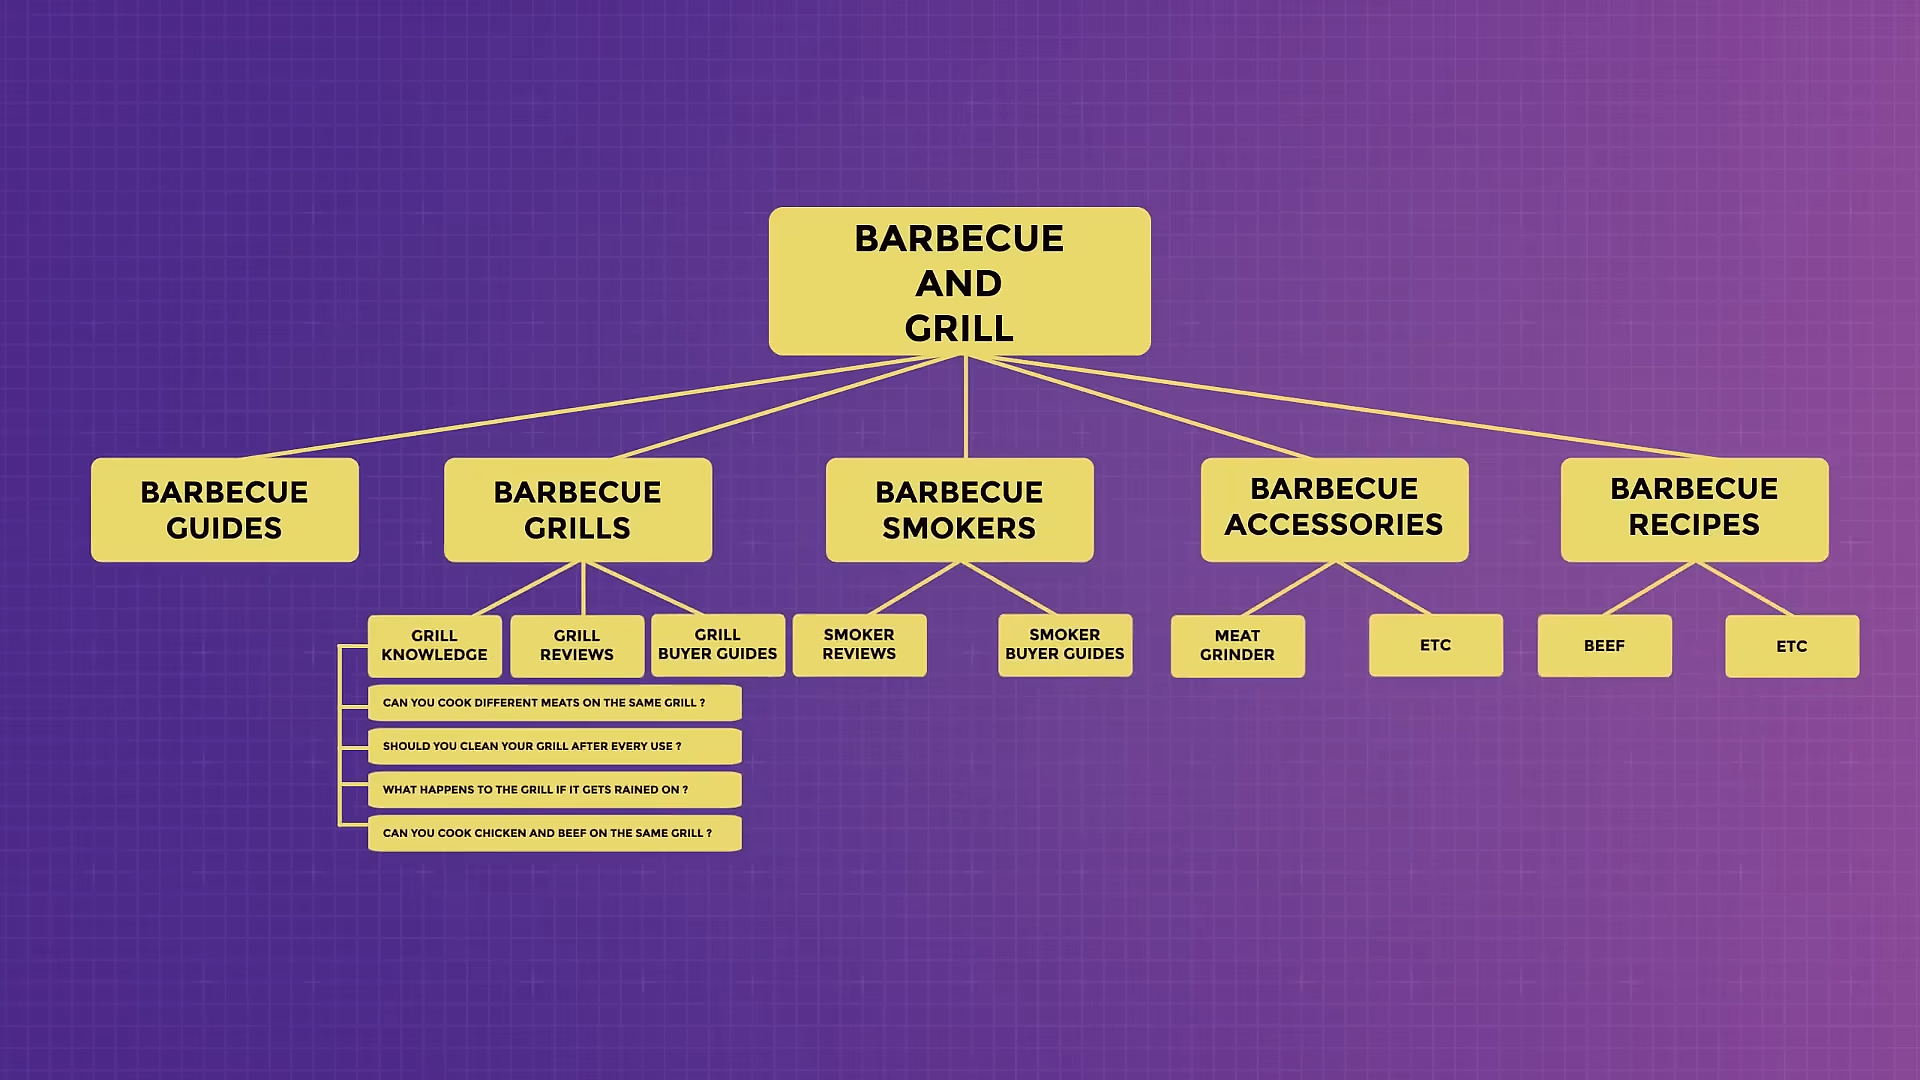 BARBECUE
AND
GRILL
BARBECUE
GUIDES
BARBECUE
GRILLS
BARBECUE
SMOKERS
BARBECUE
ACCESSORIES
BARBECUE
RECIPES
GRILL
KNOWLEDGE
GRILL
REVIEWS
GRILL
BUYER GUIDES
SMOKER
REVIEWS
SMOKER
BUYER GUIDES
MEAT
GRINDER
ETC
BEEF
ETC
CAN YOU COOK DIFFERENT MEATS ON THE SAME GRILL ?
SHOULD YOU CLEAN YOUR GRILL AFTER EVERY USE ?
WHAT HAPPENS TO THE GRILL IF IT GETS RAINED ON ?
CAN YOU COOK CHICKEN AND BEEF ON THE SAME GRILL ?